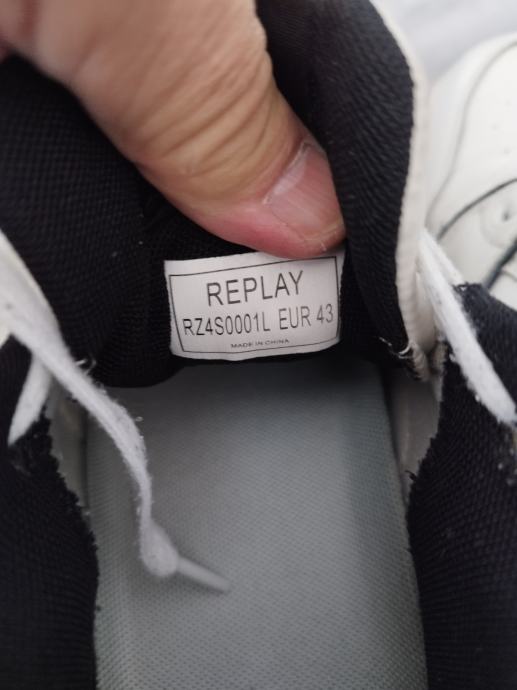 REPLAY
RZ4S0001L EUR 43
MADE IN CHINA